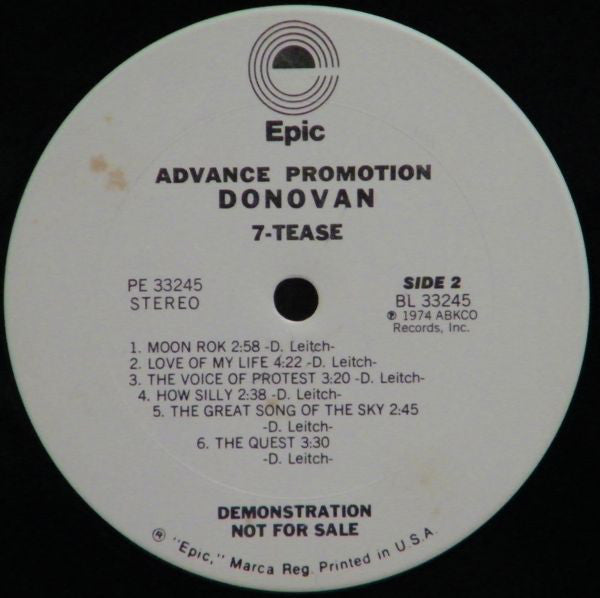 Epic
ADVANCE PROMOTION
DONOVAN
7-TEASE
PE 33245
STEREO
SIDE 2
BL 33245
℗ 1974 ABKCO
Records, Inc.
1. MOON ROK 2:58 -D. Leitch-
2. LOVE OF MY LIFE 4:22 -D. Leitch-
3. THE VOICE OF PROTEST 3:20 -D. Leitch-
4. HOW SILLY 2:38 -D. Leitch-
5. THE GREAT SONG OF THE SKY 2:45
-D. Leitch-
6. THE QUEST 3:30
-D. Leitch-
DEMONSTRATION
NOT FOR SALE
® "Epic," Marca Reg. Printed in U.S.A.